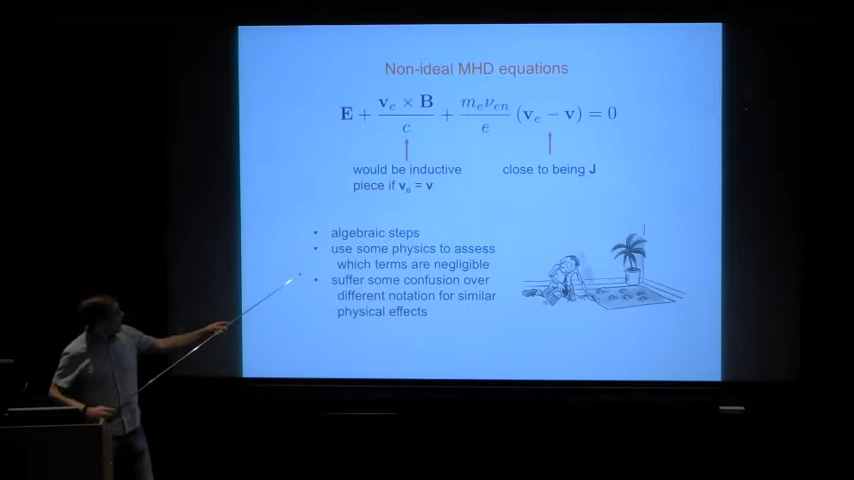 Non-ideal MHD equations
E + v_e × B / c + m_e ν_en / e (v_e − v) = 0
would be inductive
piece if v_e = v
close to being J
• algebraic steps
• use some physics to assess
which terms are negligible
• suffer some confusion over
different notation for similar
physical effects